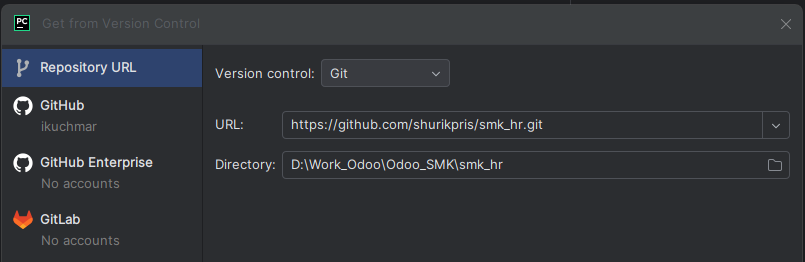 PC
Get from Version Control
Repository URL
GitHub
ikuchmar
GitHub Enterprise
No accounts
GitLab
No accounts
Version control: Git
URL: https://github.com/shurikpris/smk_hr.git
Directory: D:\Work_Odoo\Odoo_SMK\smk_hr